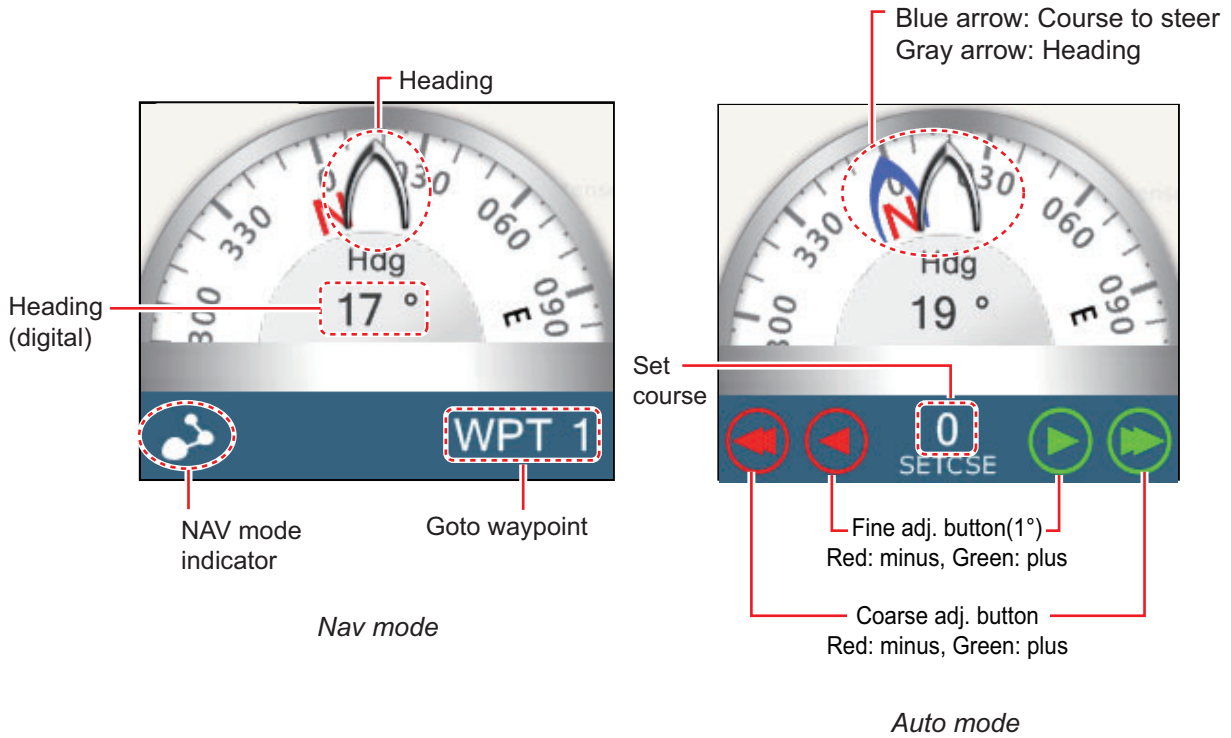 Blue arrow: Course to steer
Gray arrow: Heading
Heading
330
0
N
030
060
E
090
300
Hdg
17 °
Heading
(digital)
WPT 1
NAV mode
indicator
Goto waypoint
Nav mode
330
0
N
030
060
E
090
300
Hdg
19 °
Set
course
0
SETCSE
Fine adj. button(1°)
Red: minus, Green: plus
Coarse adj. button
Red: minus, Green: plus
Auto mode